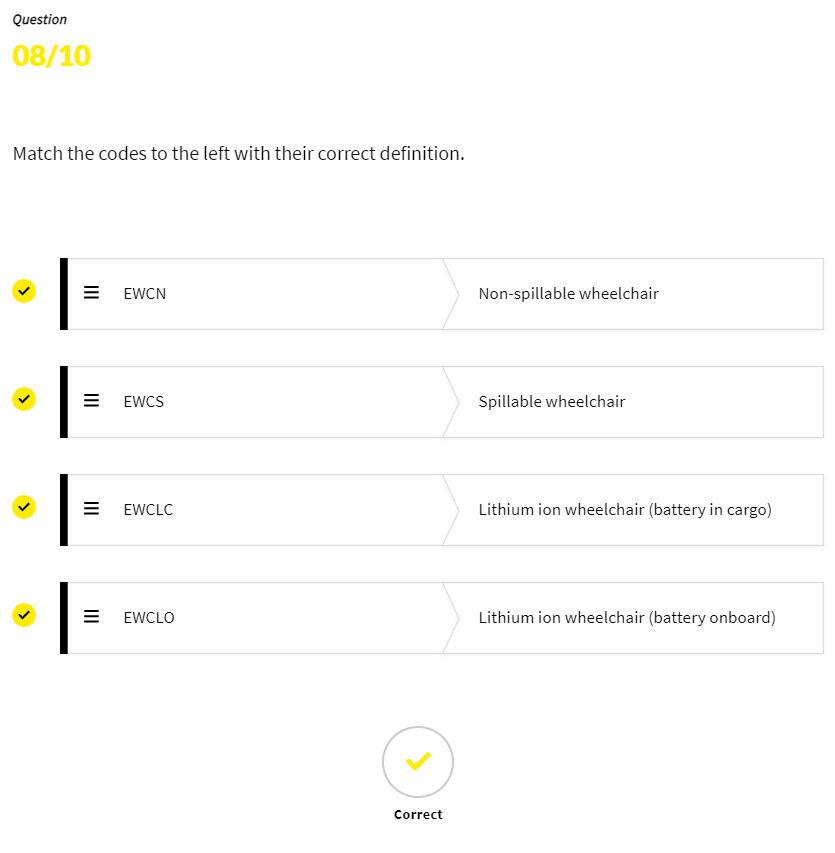 Question
08/10
Match the codes to the left with their correct definition.
EWCN Non-spillable wheelchair
EWCS Spillable wheelchair
EWCLC Lithium ion wheelchair (battery in cargo)
EWCLO Lithium ion wheelchair (battery onboard)
Correct